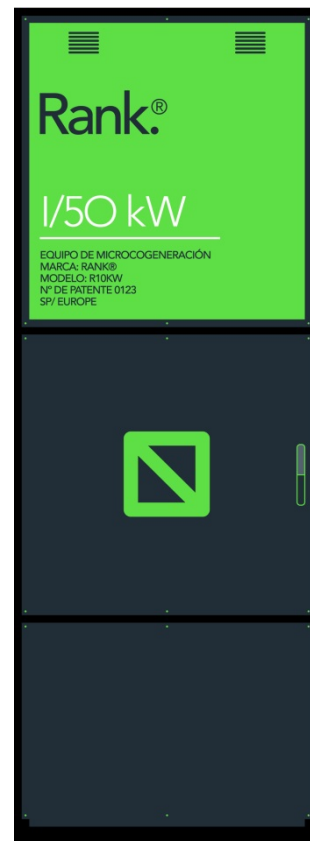 Rank.®
1/50 kW
EQUIPO DE MICROCOGENERACIÓN
MARCA: RANK®
MODELO: R10KW
Nº DE PATENTE 0123
SP/ EUROPE